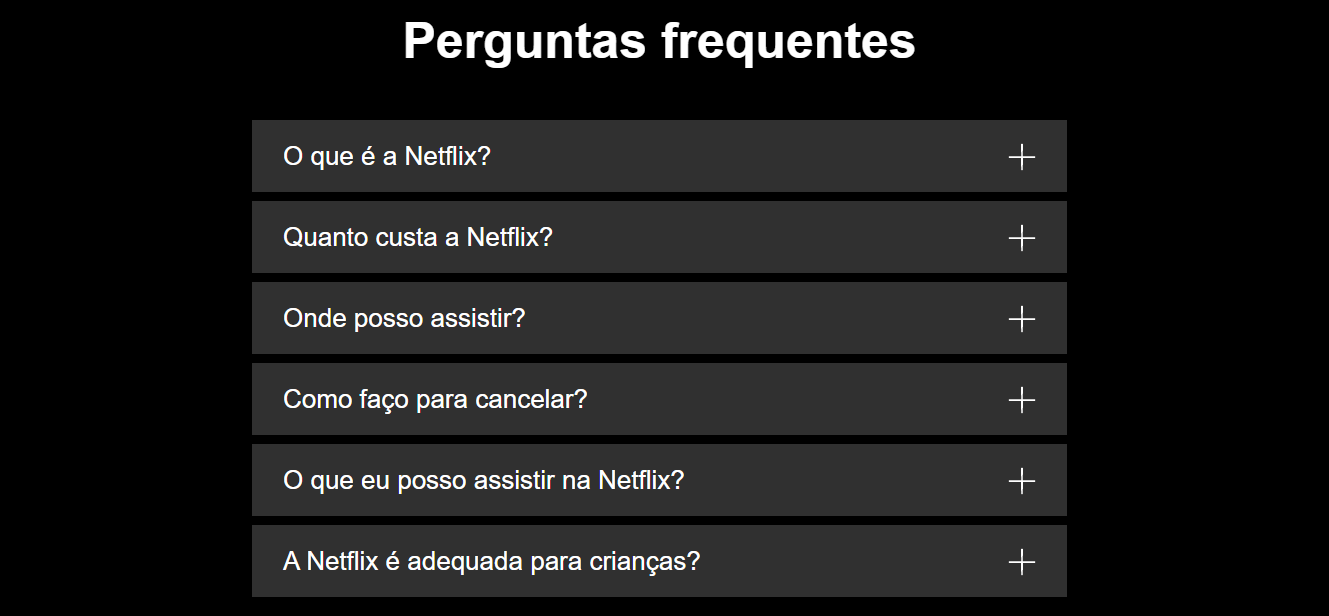 Perguntas frequentes
O que é a Netflix?
Quanto custa a Netflix?
Onde posso assistir?
Como faço para cancelar?
O que eu posso assistir na Netflix?
A Netflix é adequada para crianças?